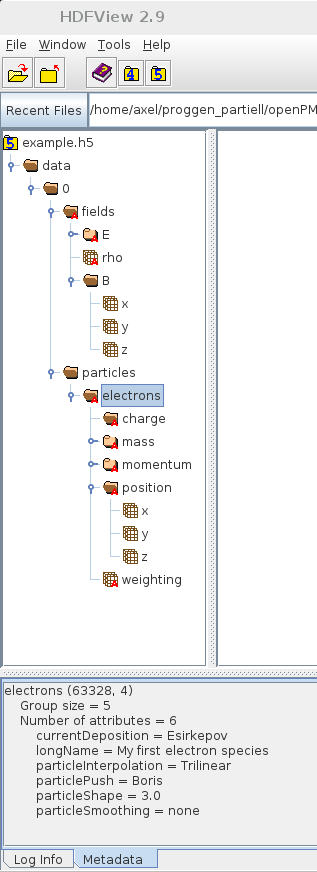 HDFView 2.9
File Window Tools Help
4 5
Recent Files /home/axel/proggen_partiell/openPM
5 example.h5
data
0
fields
E
rho
B
x
y
z
particles
electrons
charge
mass
momentum
position
x
y
z
weighting
electrons (63328, 4)
Group size = 5
Number of attributes = 6
currentDeposition = Esirkepov
longName = My first electron species
particleInterpolation = Trilinear
particlePush = Boris
particleShape = 3.0
particleSmoothing = none
Log Info Metadata